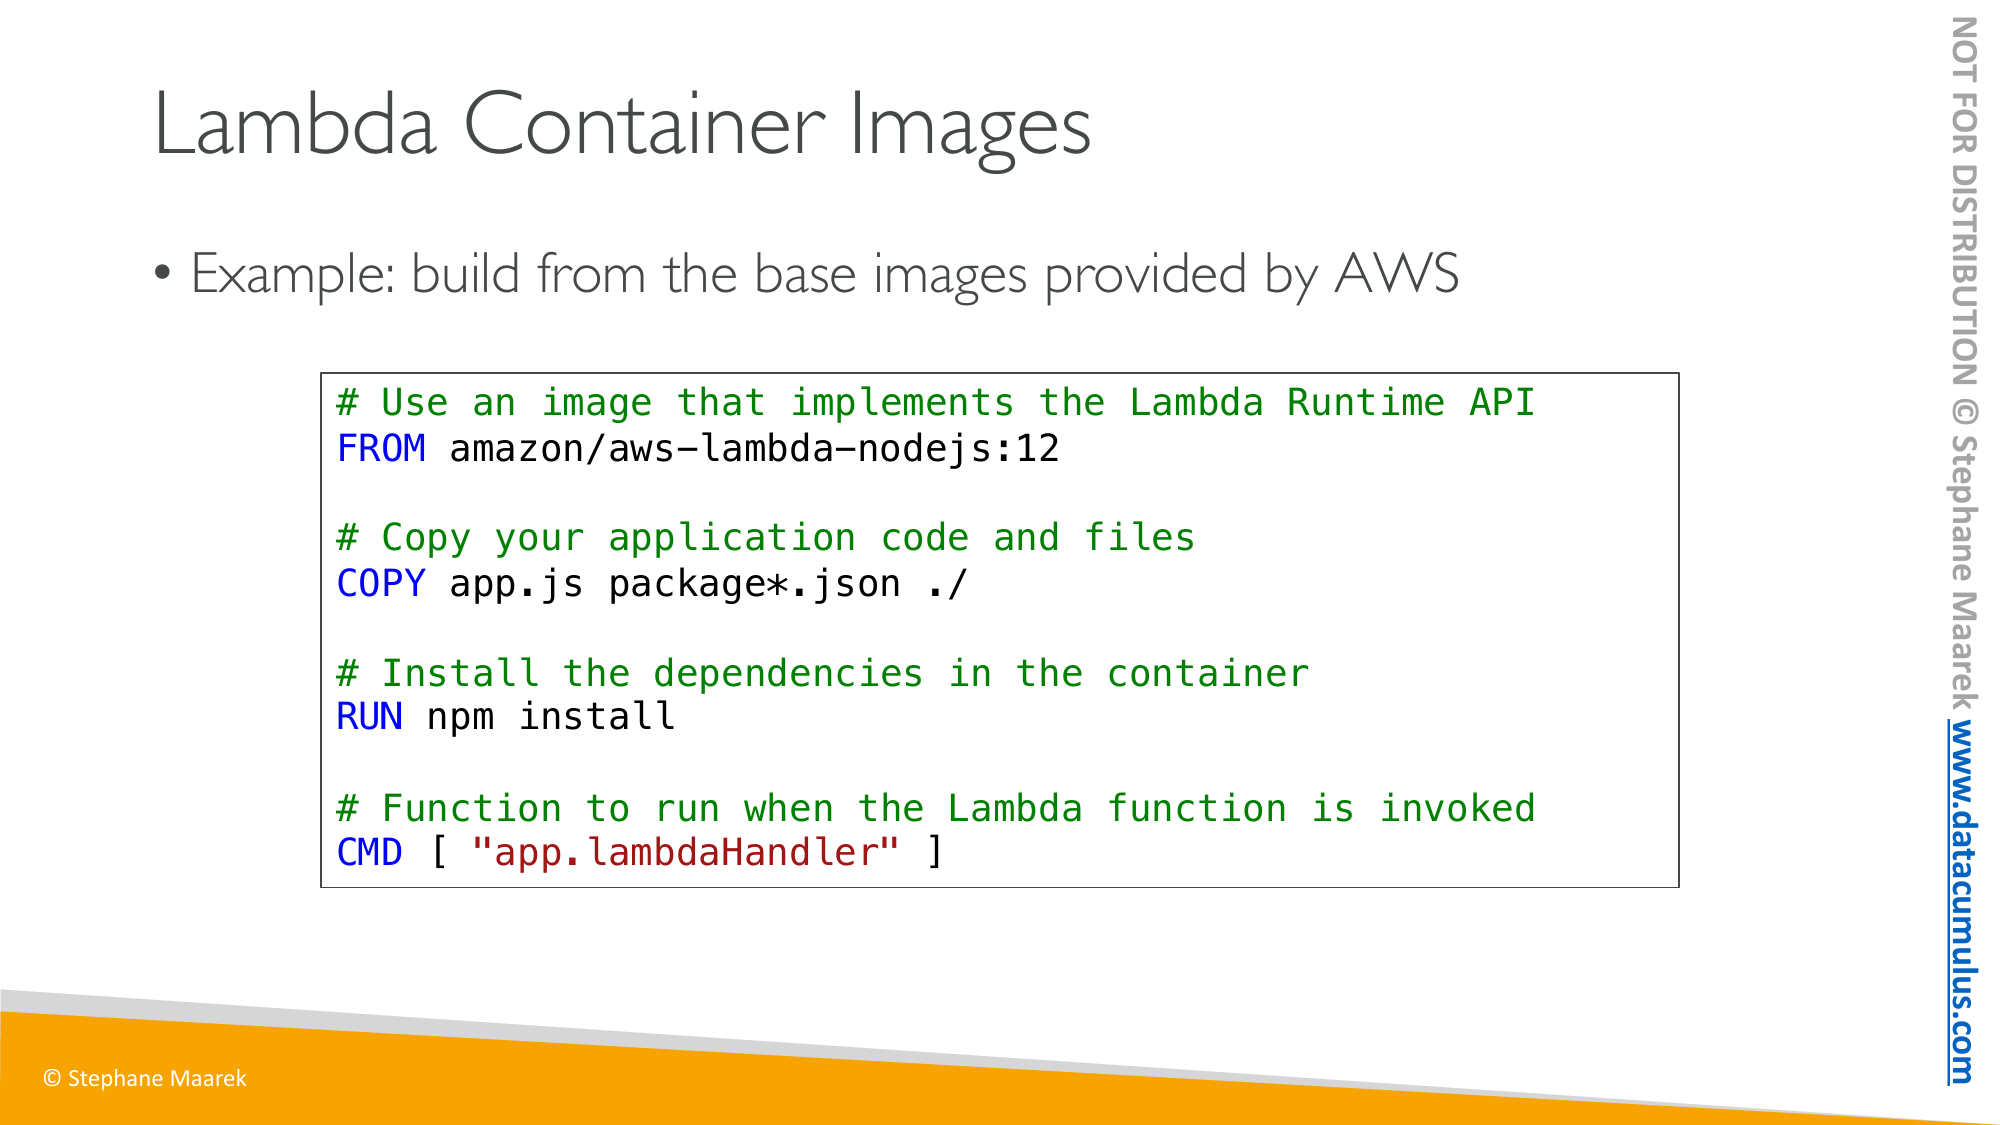 Lambda Container Images
• Example: build from the base images provided by AWS
# Use an image that implements the Lambda Runtime API
FROM amazon/aws-lambda-nodejs:12
# Copy your application code and files
COPY app.js package*.json ./
# Install the dependencies in the container
RUN npm install
# Function to run when the Lambda function is invoked
CMD [ "app.lambdaHandler" ]
© Stephane Maarek
NOT FOR DISTRIBUTION © Stephane Maarek www.datacumulus.com